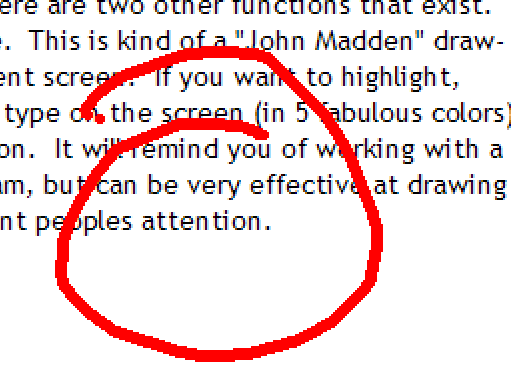 ere are two other functions that exist.
e. This is kind of a "John Madden" draw-
ent screen. If you want to highlight,
type on the screen (in 5 fabulous colors)
on. It will remind you of working with a
am, but can be very effective at drawing
nt peoples attention.